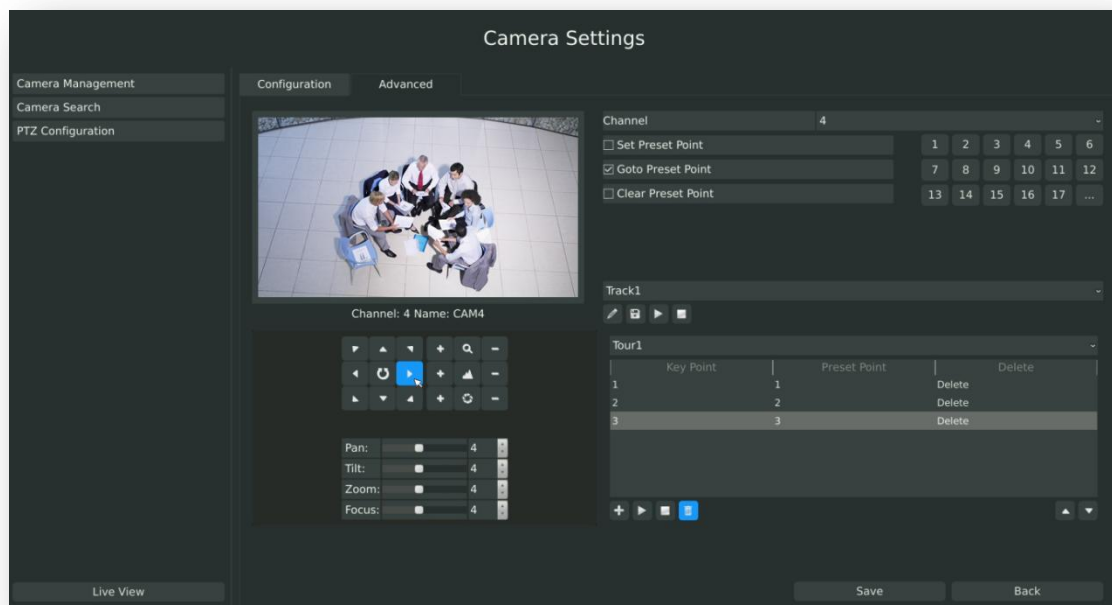 Camera Settings
Camera Management
Camera Search
PTZ Configuration
Configuration Advanced
Channel: 4 Name: CAM4
Pan: 4
Tilt: 4
Zoom: 4
Focus: 4
Channel 4
Set Preset Point 1 2 3 4 5 6
Goto Preset Point 7 8 9 10 11 12
Clear Preset Point 13 14 15 16 17 ...
Track1
Tour1
Key Point Preset Point Delete
1 1 Delete
2 2 Delete
3 3 Delete
Live View Save Back